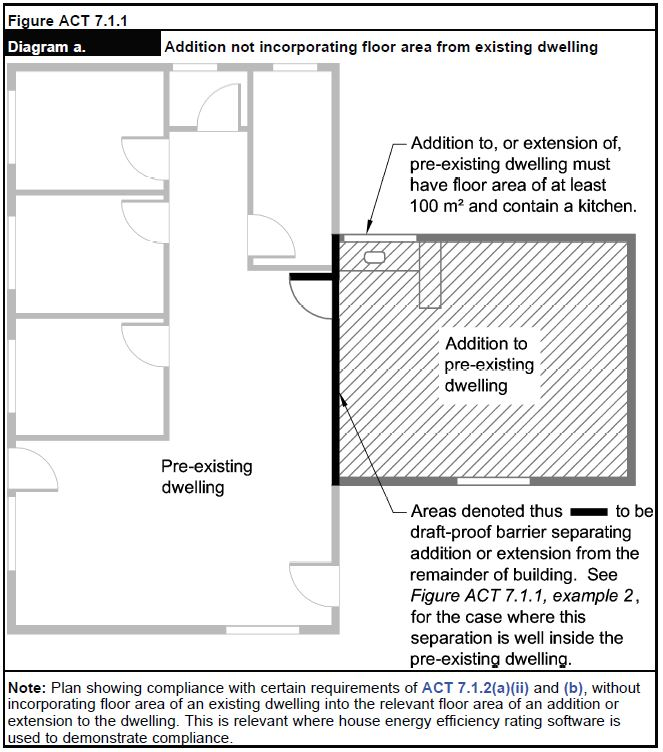 Figure ACT 7.1.1
Diagram a.
Addition not incorporating floor area from existing dwelling
Addition to, or extension of,
pre-existing dwelling must
have floor area of at least
100 m² and contain a kitchen.
Addition to
pre-existing
dwelling
Pre-existing
dwelling
Areas denoted thus to be
draft-proof barrier separating
addition or extension from the
remainder of building. See
Figure ACT 7.1.1, example 2,
for the case where this
separation is well inside the
pre-existing dwelling.
Note: Plan showing compliance with certain requirements of ACT 7.1.2(a)(ii) and (b), without
incorporating floor area of an existing dwelling into the relevant floor area of an addition or
extension to the dwelling. This is relevant where house energy efficiency rating software is
used to demonstrate compliance.